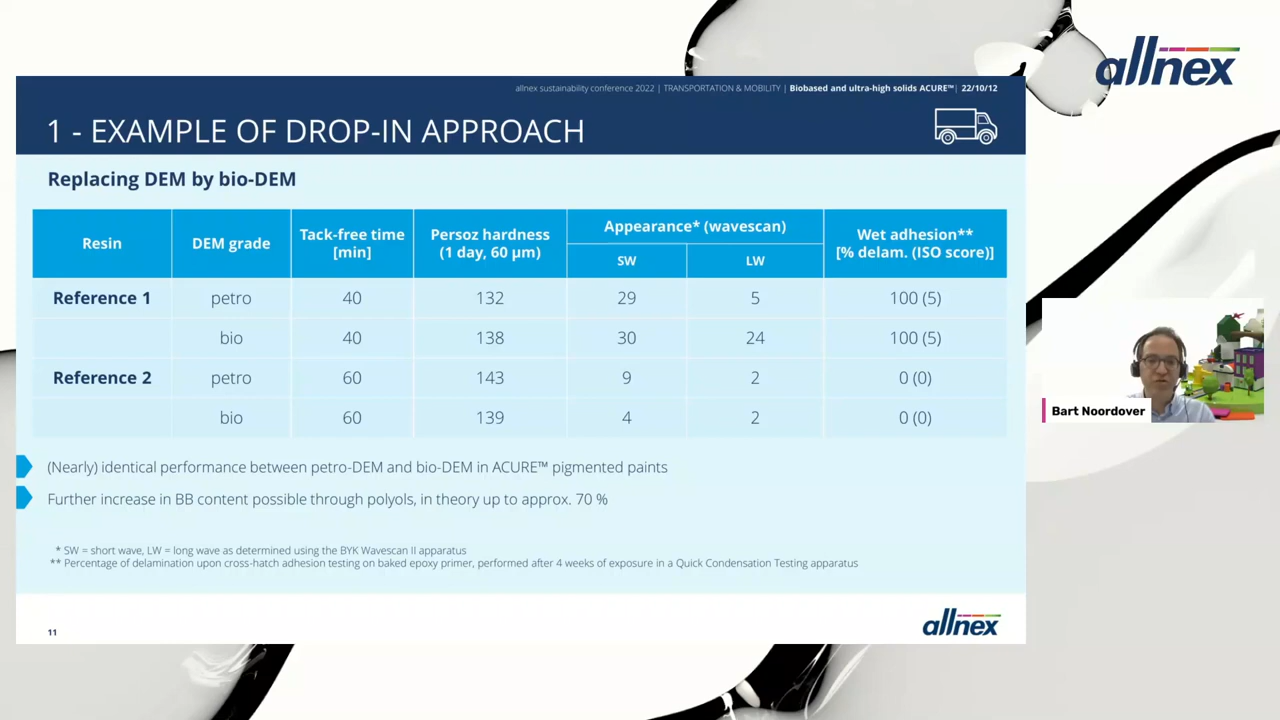 allnex
allnex sustainability conference 2022 | TRANSPORTATION & MOBILITY | Biobased and ultra-high solids ACURE™| 22/10/12
1 - EXAMPLE OF DROP-IN APPROACH
Replacing DEM by bio-DEM
Resin DEM grade Tack-free time [min] Persoz hardness (1 day, 60 µm) Appearance* (wavescan) Wet adhesion** [% delam. (ISO score)]
SW LW
Reference 1 petro 40 132 29 5 100 (5)
bio 40 138 30 24 100 (5)
Reference 2 petro 60 143 9 2 0 (0)
bio 60 139 4 2 0 (0)
Bart Noordover
(Nearly) identical performance between petro-DEM and bio-DEM in ACURE™ pigmented paints
Further increase in BB content possible through polyols, in theory up to approx. 70 %
* SW = short wave, LW = long wave as determined using the BYK Wavescan II apparatus
** Percentage of delamination upon cross-hatch adhesion testing on baked epoxy primer, performed after 4 weeks of exposure in a Quick Condensation Testing apparatus
11
allnex